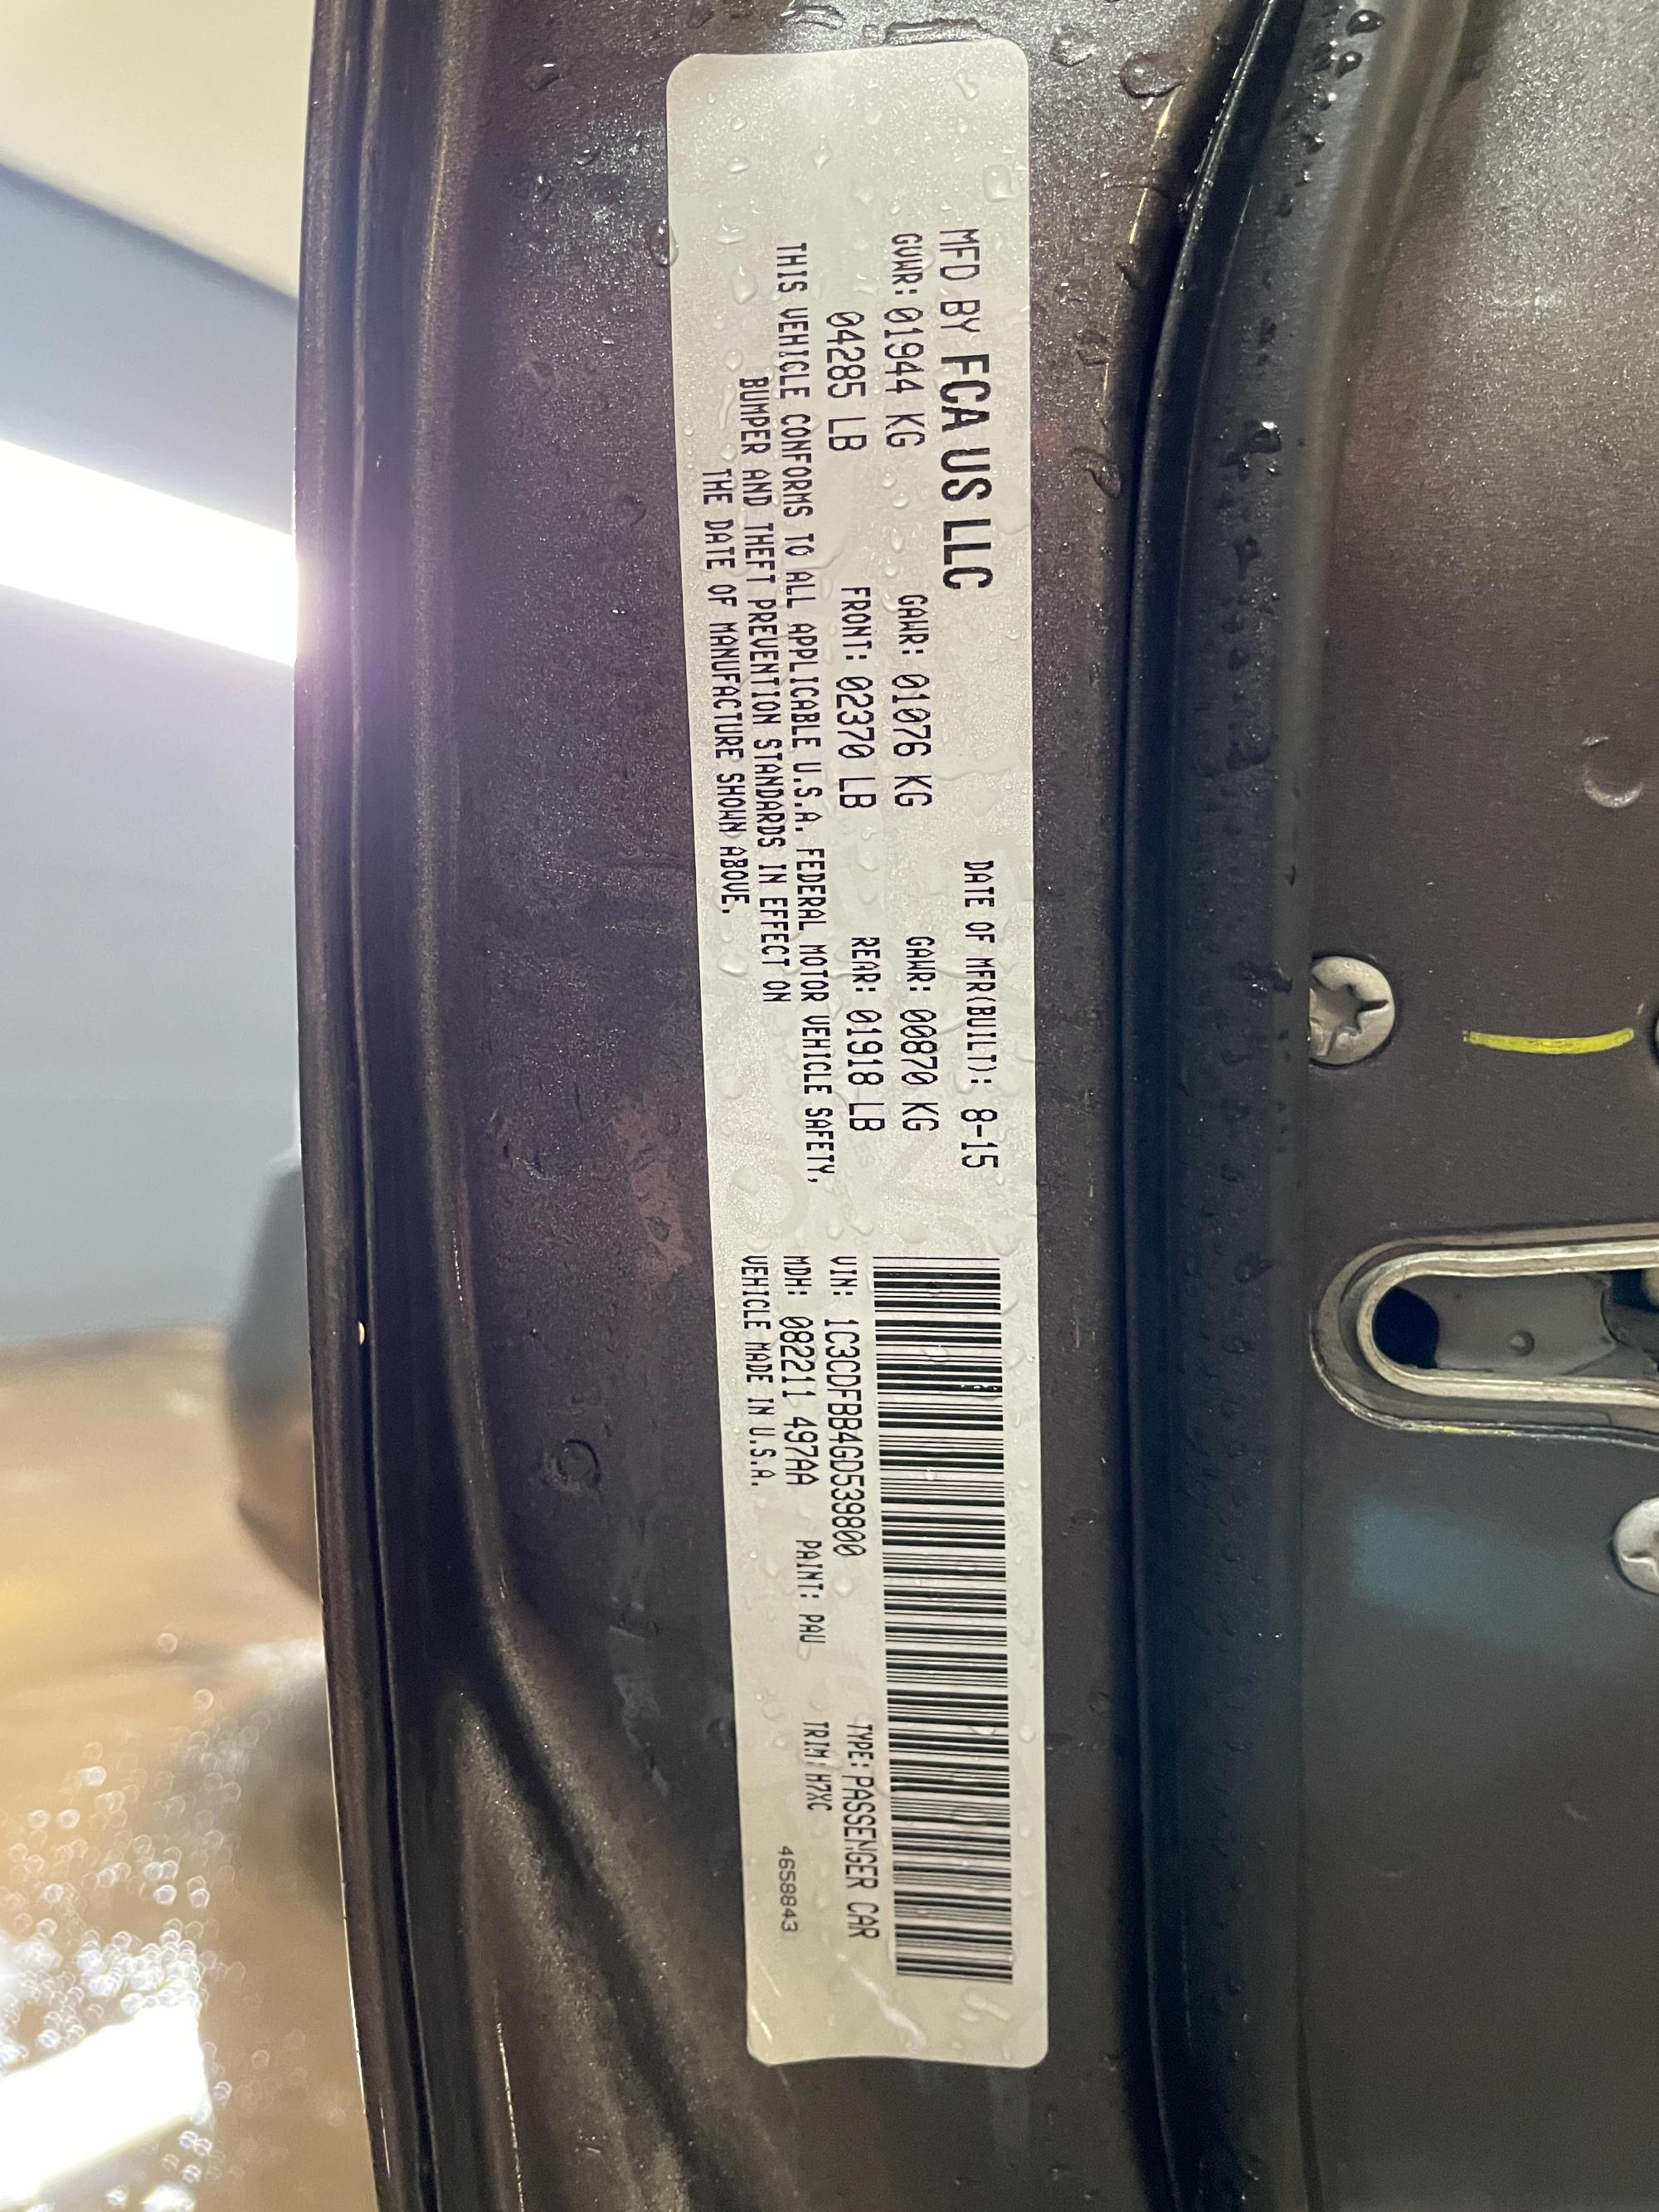 MFD BY FCA US LLC DATE OF MFR(BUILT): 8-15
GVWR: 01944 KG GAWR: 01076 KG GAWR: 00870 KG
04285 LB FRONT: 02370 LB REAR: 01918 LB
THIS VEHICLE CONFORMS TO ALL APPLICABLE U.S.A. FEDERAL MOTOR VEHICLE SAFETY,
BUMPER AND THEFT PREVENTION STANDARDS IN EFFECT ON
THE DATE OF MANUFACTURE SHOWN ABOVE.
VIN: 1C3CDFBB4GD539800 TYPE: PASSENGER CAR
MDH: 082211 497AA PAINT: PAU TRIM: H7XC
VEHICLE MADE IN U.S.A. 4658843